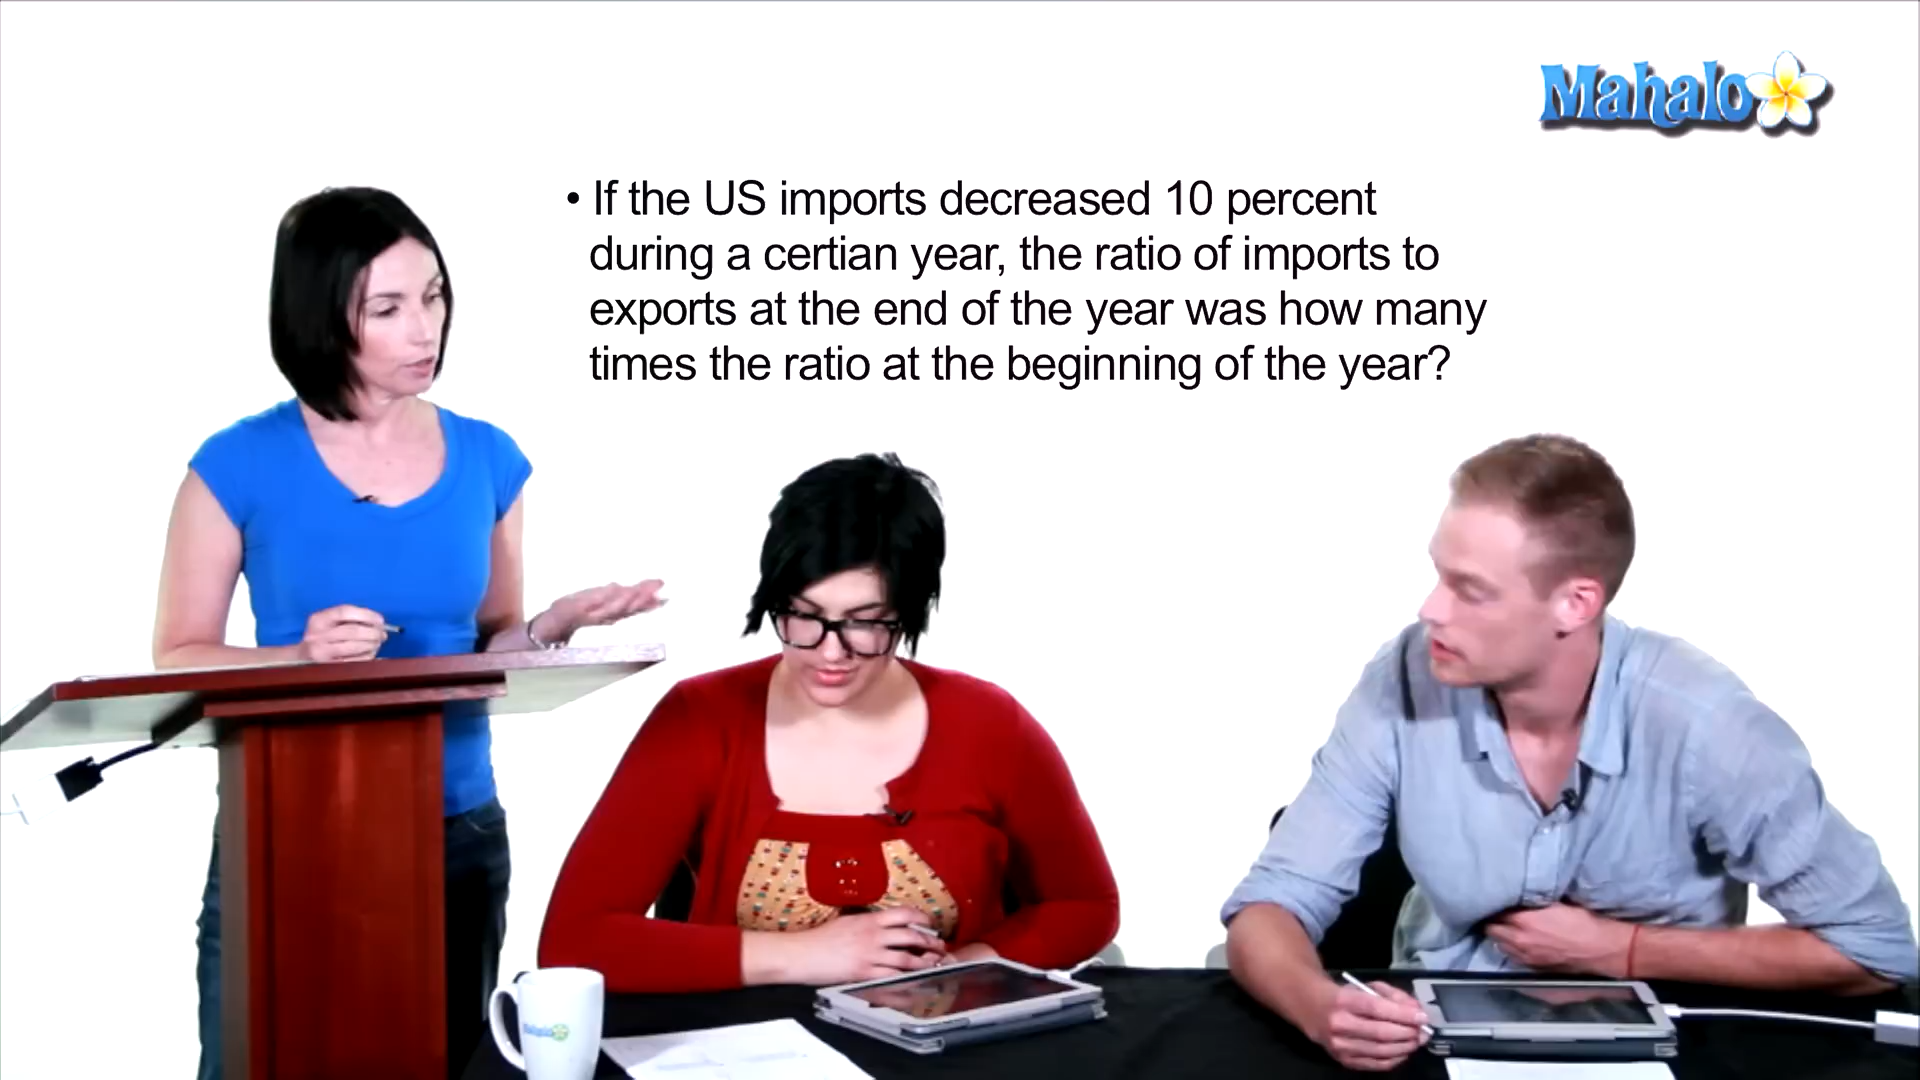 Mahalo
• If the US imports decreased 10 percent
during a certian year, the ratio of imports to
exports at the end of the year was how many
times the ratio at the beginning of the year?
Mahalo